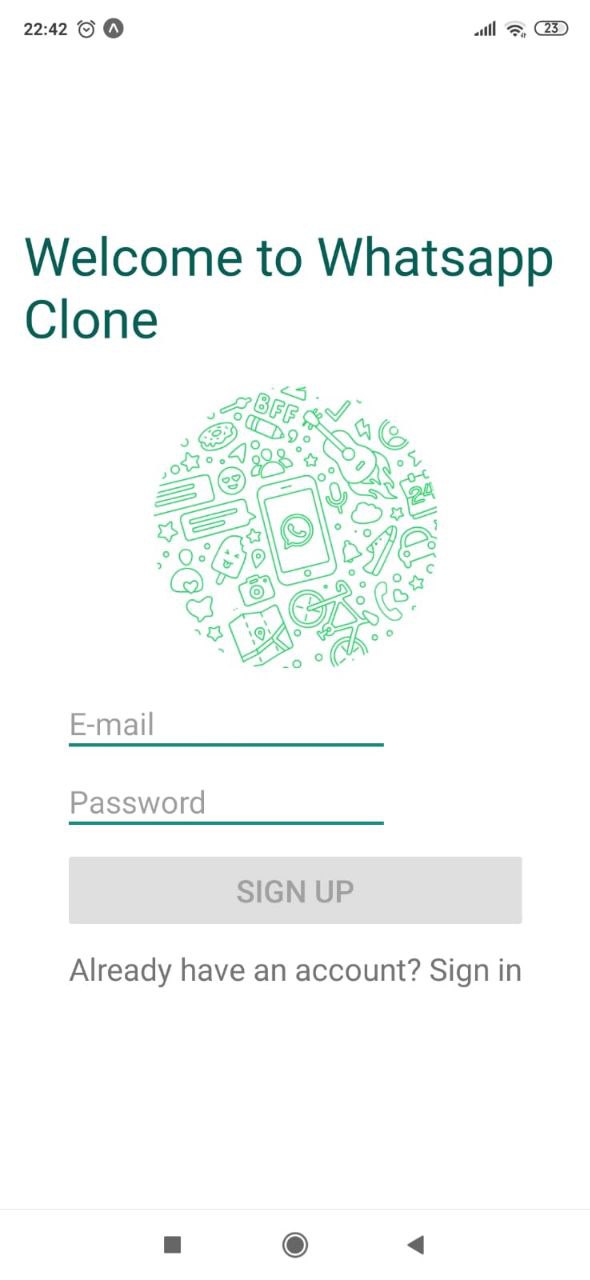 22:42 23
Welcome to Whatsapp
Clone
BFF
24
E-mail
Password
SIGN UP
Already have an account? Sign in